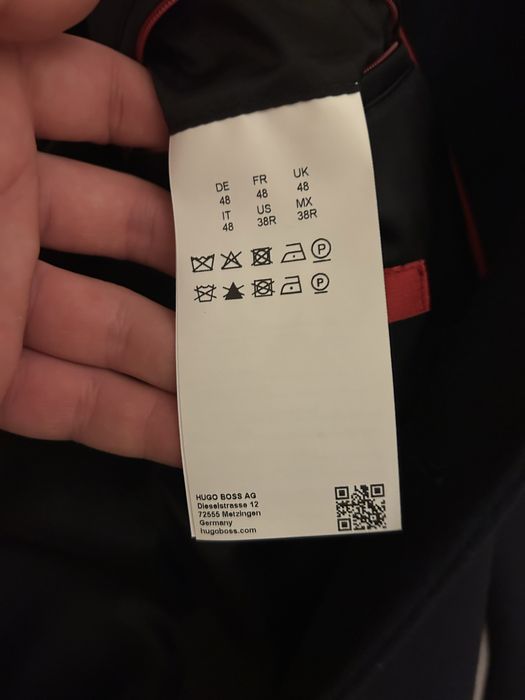 DE FR UK
48 48 48
IT US MX
48 38R 38R
P
P
HUGO BOSS AG
Dieselstrasse 12
72555 Metzingen
Germany
hugoboss.com